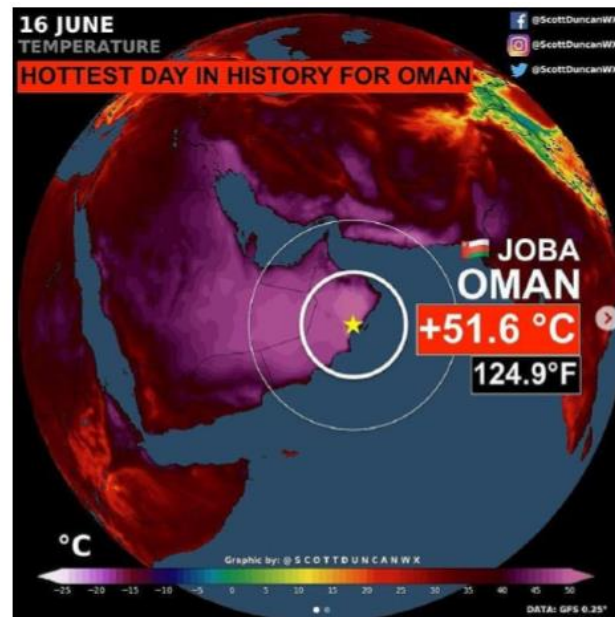 16 JUNE
TEMPERATURE
HOTTEST DAY IN HISTORY FOR OMAN
@ScottDuncanWX
@ScottDuncanWX
@ScottDuncanWX
JOBA
OMAN
+51.6 °C
124.9°F
°C
Graphic by: @SCOTTDUNCANWX
−25 −20 −15 −10 −5 0 5 10 15 20 25 30 35 40 45 50
DATA: GFS 0.25°